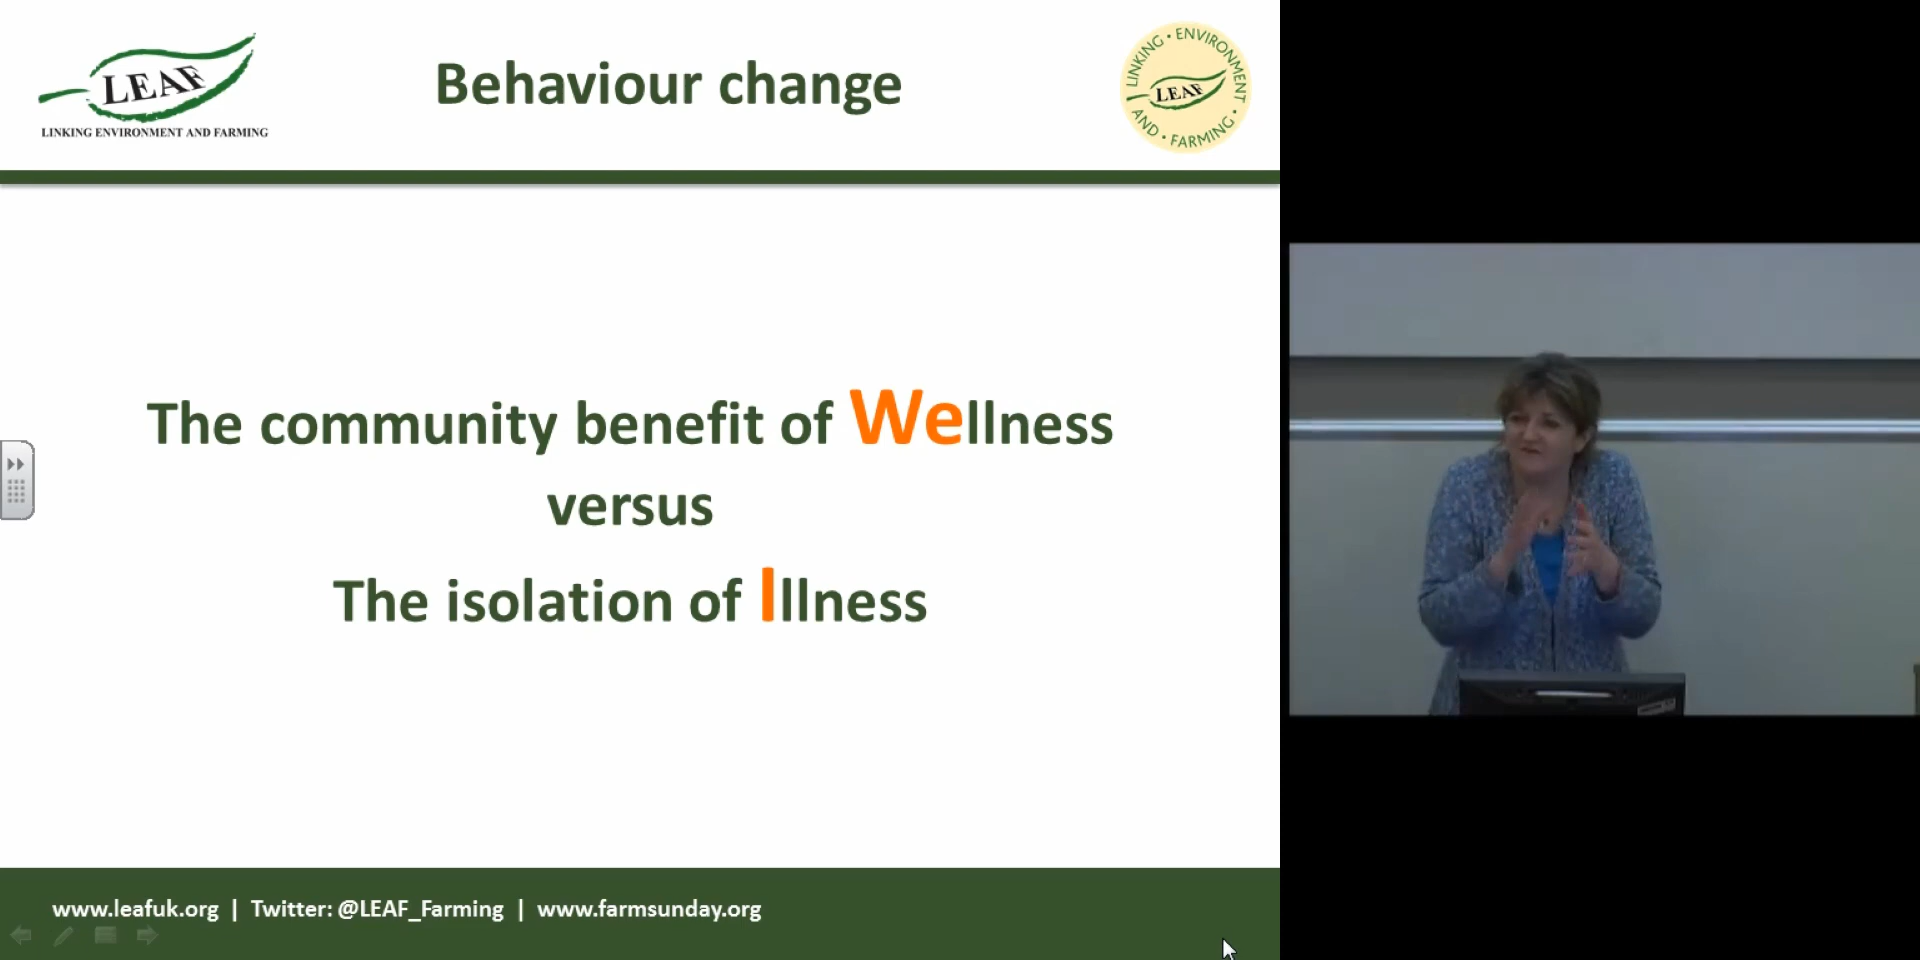 LEAF
LINKING ENVIRONMENT AND FARMING
Behaviour change
LINKING • ENVIRONMENT • AND • FARMING •
LEAF
The community benefit of Wellness
versus
The isolation of Illness
www.leafuk.org | Twitter: @LEAF_Farming | www.farmsunday.org